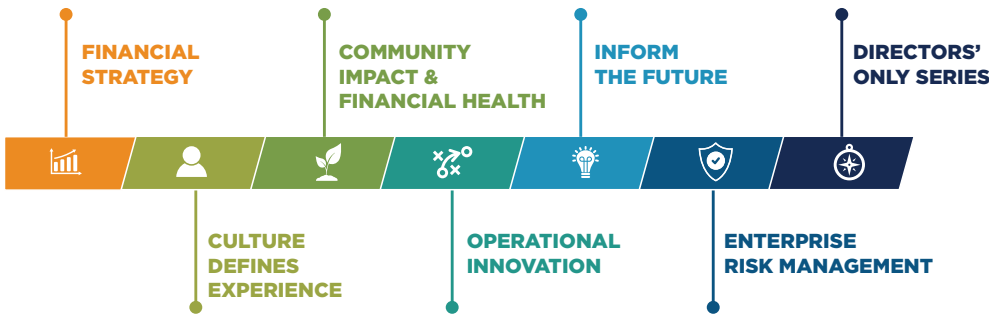 FINANCIAL
STRATEGY
COMMUNITY
IMPACT &
FINANCIAL HEALTH
INFORM
THE FUTURE
DIRECTORS’
ONLY SERIES
CULTURE
DEFINES
EXPERIENCE
OPERATIONAL
INNOVATION
ENTERPRISE
RISK MANAGEMENT